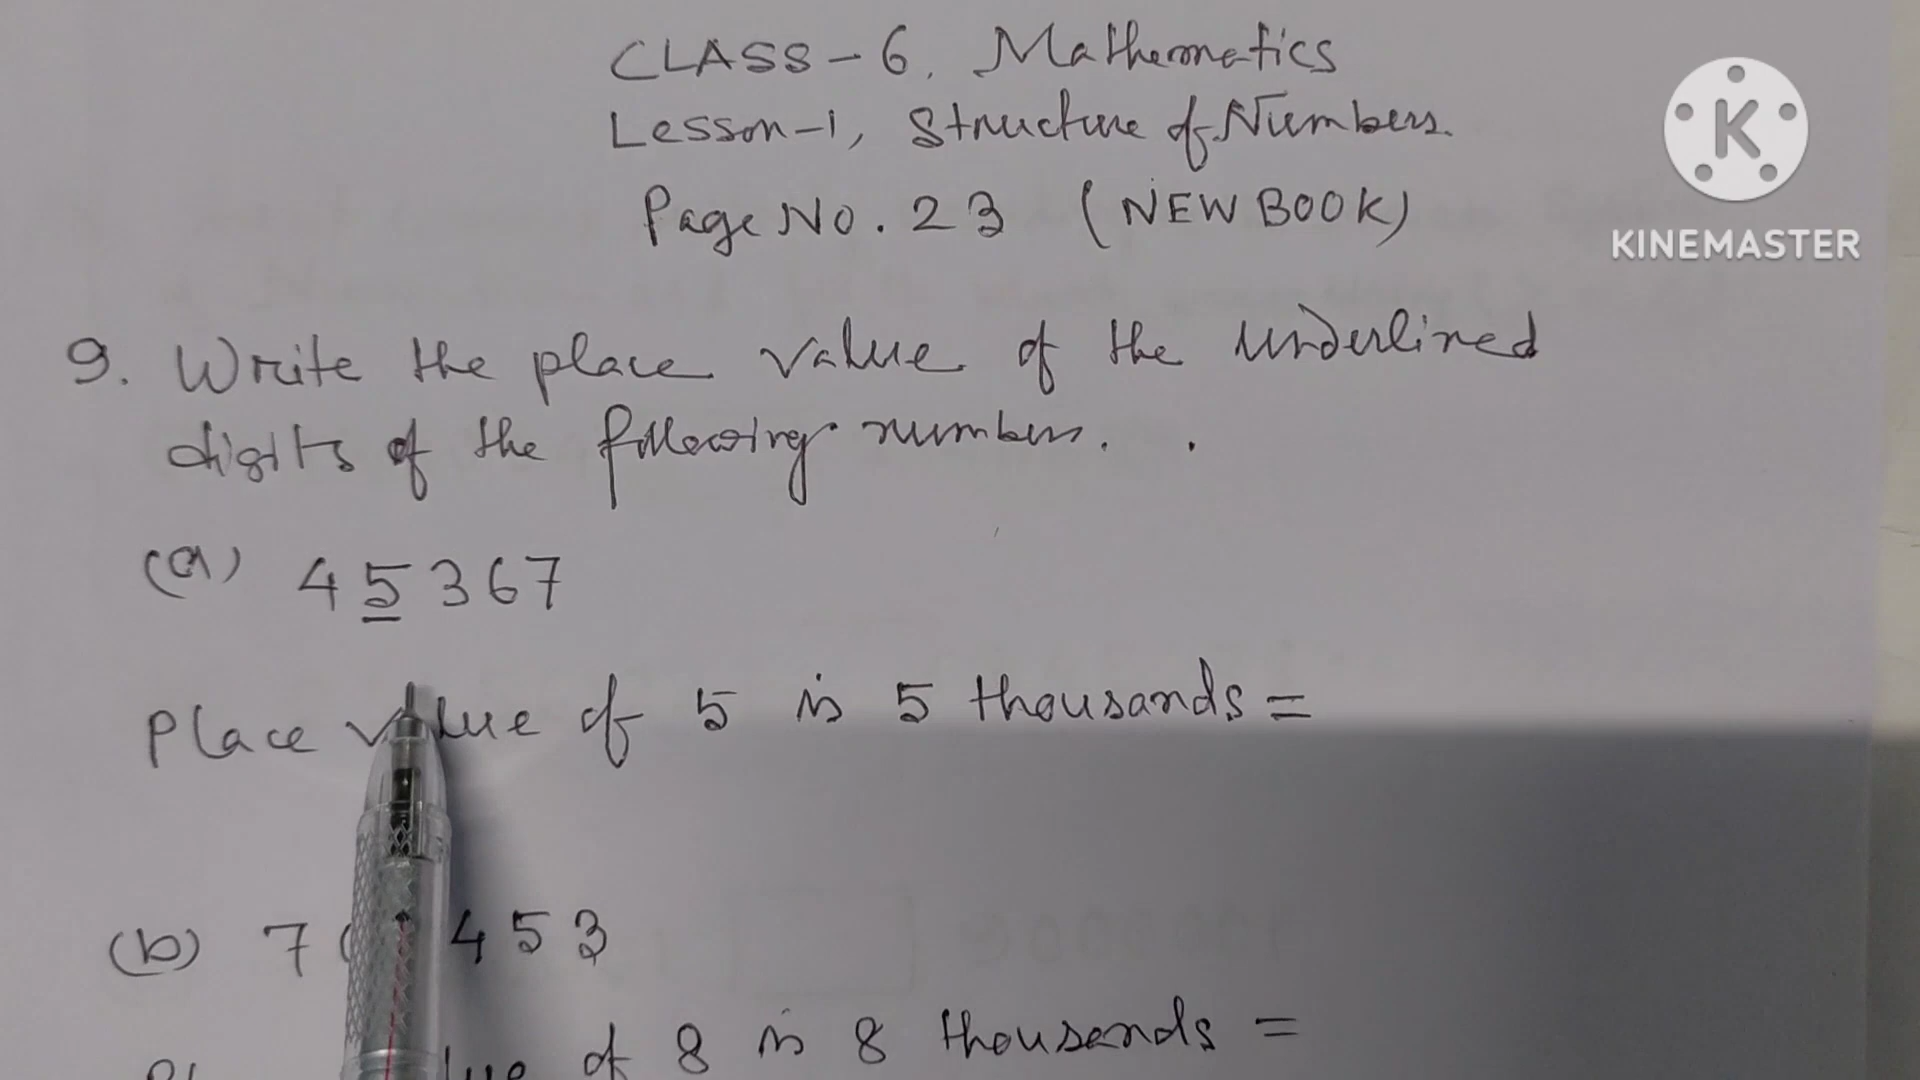 CLASS-6, Mathematics
Lesson-1, Structure of Numbers.
Page No. 23 (NEW BOOK)
K
KINEMASTER
9. Write the place value of the underlined
digits of the following numbers.
(a) 45367
Place value of 5 is 5 thousands =
(b) 7 453
of 8 is 8 thousands =